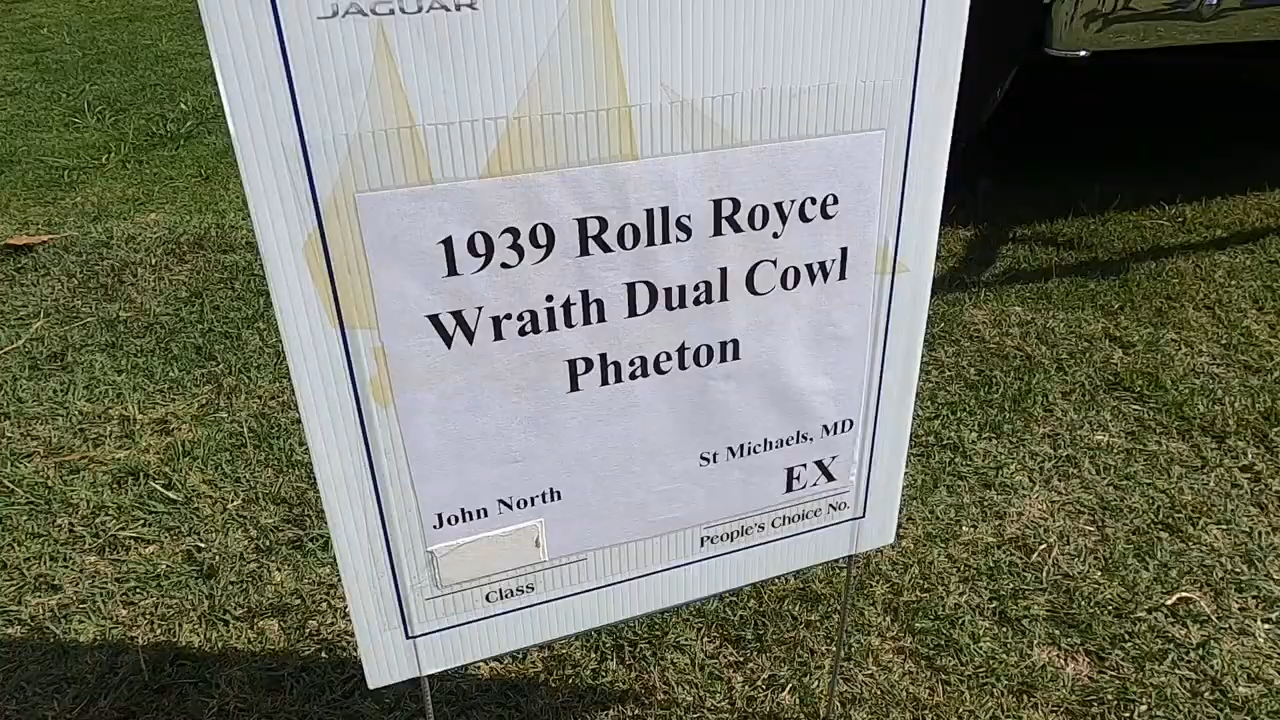 JAGUAR
1939 Rolls Royce
Wraith Dual Cowl
Phaeton
St Michaels, MD
EX
John North
People's Choice No.
Class